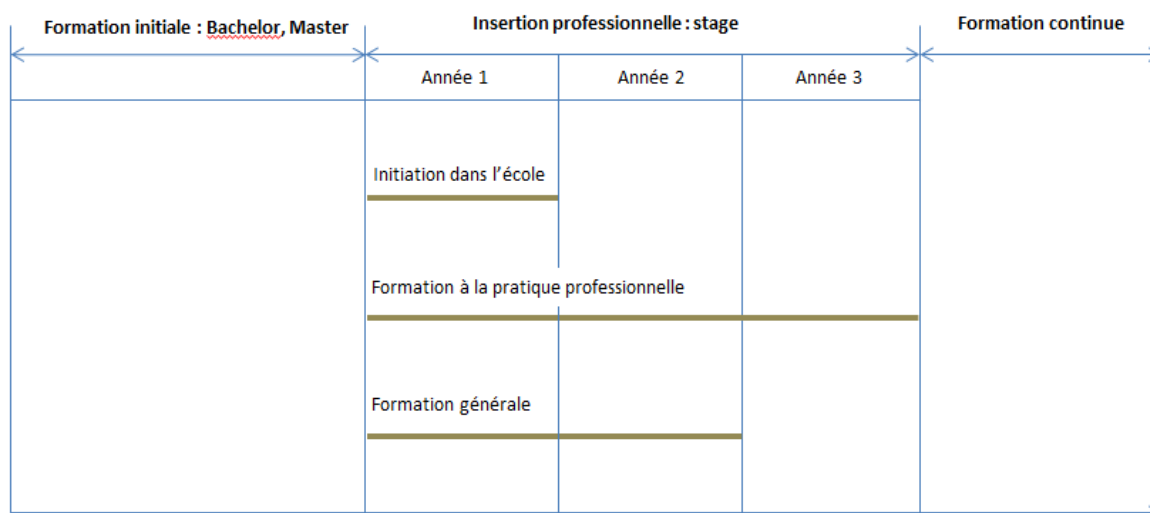 Formation initiale : Bachelor, Master
Insertion professionnelle : stage
Formation continue
Année 1
Année 2
Année 3
Initiation dans l'école
Formation à la pratique professionnelle
Formation générale